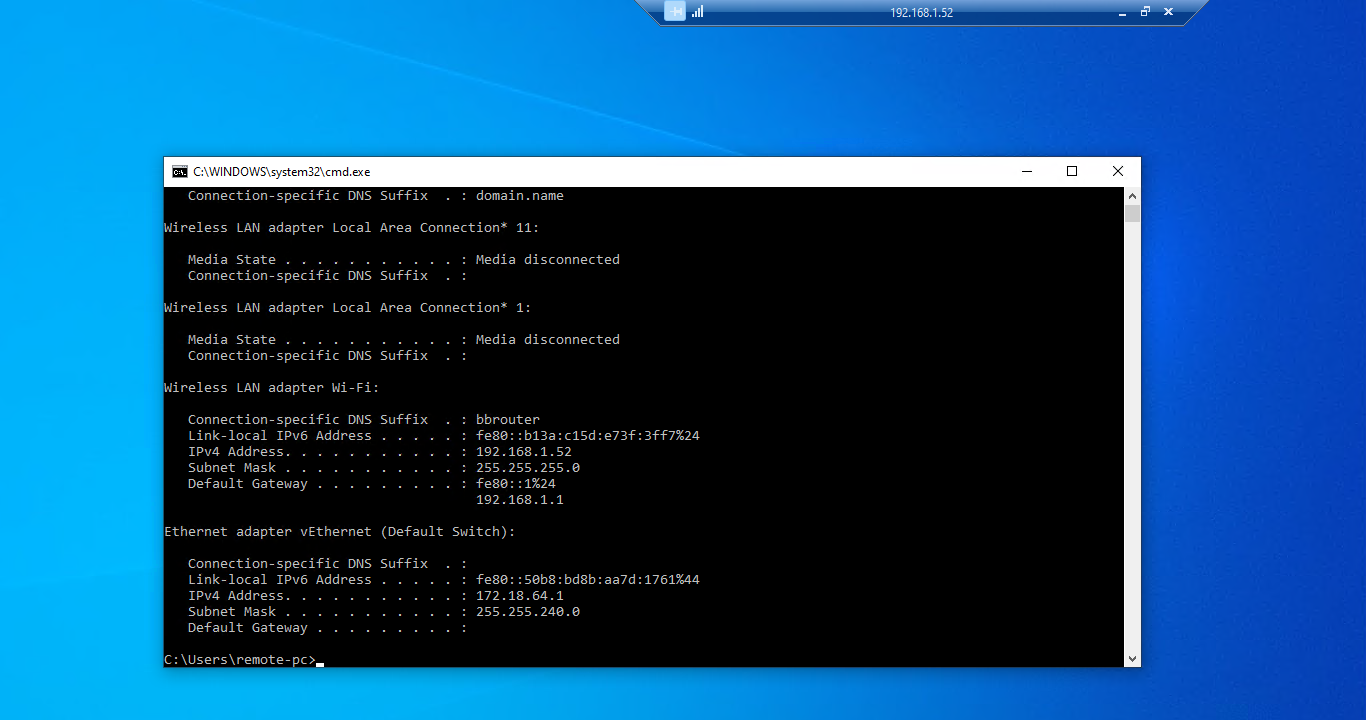 192.168.1.52
C:\WINDOWS\system32\cmd.exe
Connection-specific DNS Suffix  . : domain.name
Wireless LAN adapter Local Area Connection* 11:
Media State . . . . . . . . . . . : Media disconnected
Connection-specific DNS Suffix  . :
Wireless LAN adapter Local Area Connection* 1:
Media State . . . . . . . . . . . : Media disconnected
Connection-specific DNS Suffix  . :
Wireless LAN adapter Wi-Fi:
Connection-specific DNS Suffix  . : bbrouter
Link-local IPv6 Address . . . . . : fe80::b13a:c15d:e73f:3ff7%24
IPv4 Address. . . . . . . . . . . : 192.168.1.52
Subnet Mask . . . . . . . . . . . : 255.255.255.0
Default Gateway . . . . . . . . . : fe80::1%24
192.168.1.1
Ethernet adapter vEthernet (Default Switch):
Connection-specific DNS Suffix  . :
Link-local IPv6 Address . . . . . : fe80::50b8:bd8b:aa7d:1761%44
IPv4 Address. . . . . . . . . . . : 172.18.64.1
Subnet Mask . . . . . . . . . . . : 255.255.240.0
Default Gateway . . . . . . . . . :
C:\Users\remote-pc>